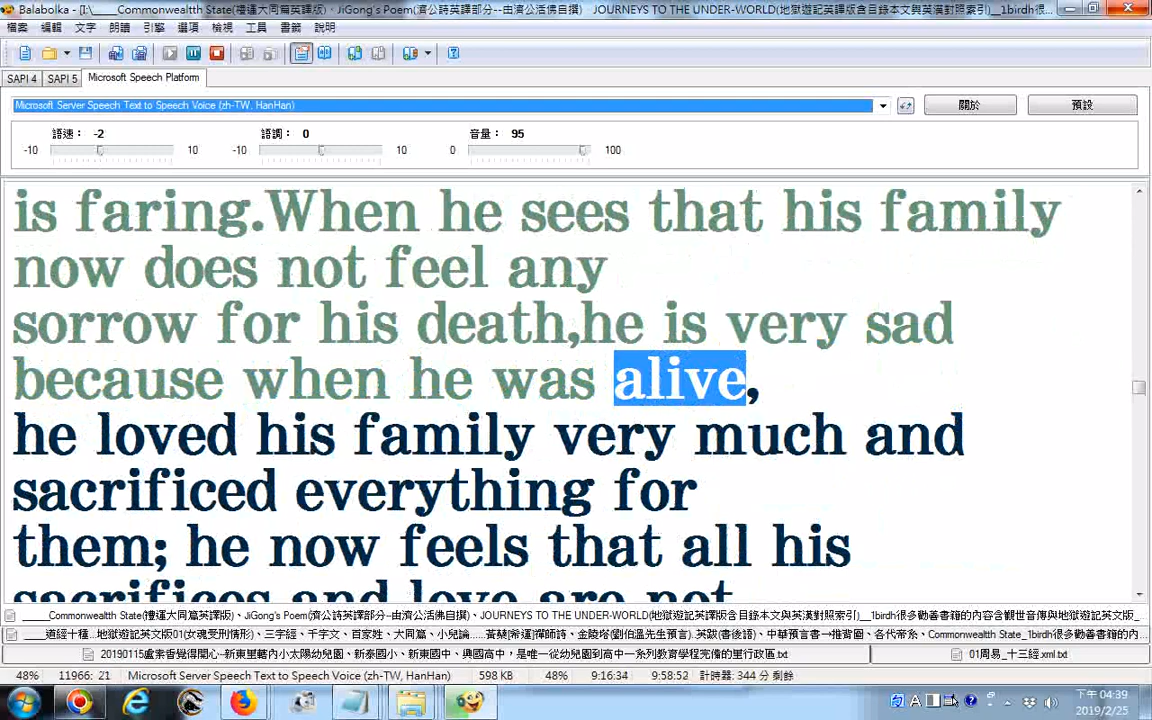 Balabolka - [I:\_____Commonwealtth State(禮運大同篇英譯版)、JiGong's Poem(濟公詩英譯部分--由濟公活佛自撰) 、JOURNEYS TO THE UNDER-WORLD(地獄遊記英譯版含目錄本文與英漢對照索引)__1birdh很...
檔案 編輯 文字 朗讀 引擎 選項 檢視 工具 書籤 說明
SAPI 4 SAPI 5 Microsoft Speech Platform
Microsoft Server Speech Text to Speech Voice (zh-TW, HanHan) 關於 預設
語速： -2 語調： 0 音量： 95
-10 10 -10 10 0 100
is faring.When he sees that his family
now does not feel any
sorrow for his death,he is very sad
because when he was alive,
he loved his family very much and
sacrificed everything for
them; he now feels that all his
sacrifices and love are not
_____Commonwealtth State(禮運大同篇英譯版)、JiGong's Poem(濟公詩英譯部分--由濟公活佛自撰)、JOURNEYS TO THE UNDER-WORLD(地獄遊記英譯版含目錄本文與英漢對照索引)__1birdh很多勸善書籍的內容含觀世音傳與地獄遊記英文版_
____道經十種...地獄遊記英文版01(女魂受刑情形)、三字經、千字文、百家姓、大同篇、小兒論......黃蘗[希運]禪師詩、金陵塔(劉伯溫先生預言).英跋(書後語)、中華預言書一推背圖、各代帝系、Commonwealth State_1birdh很多勸善書籍的內...
20190115盧素香覺得開心--新東里轄內小太陽幼兒園、新泰國小、新東國中、興國高中，是唯一從幼兒園到高中一系列教育學程完備的里行政區.txt 01周易_十三經.xml.txt
48% 11966: 21 Microsoft Server Speech Text to Speech Voice (zh-TW, HanHan) 598 KB 48% 9:16:34 9:58:52 計時器: 344 分 剩餘
下午 04:39
2019/2/25